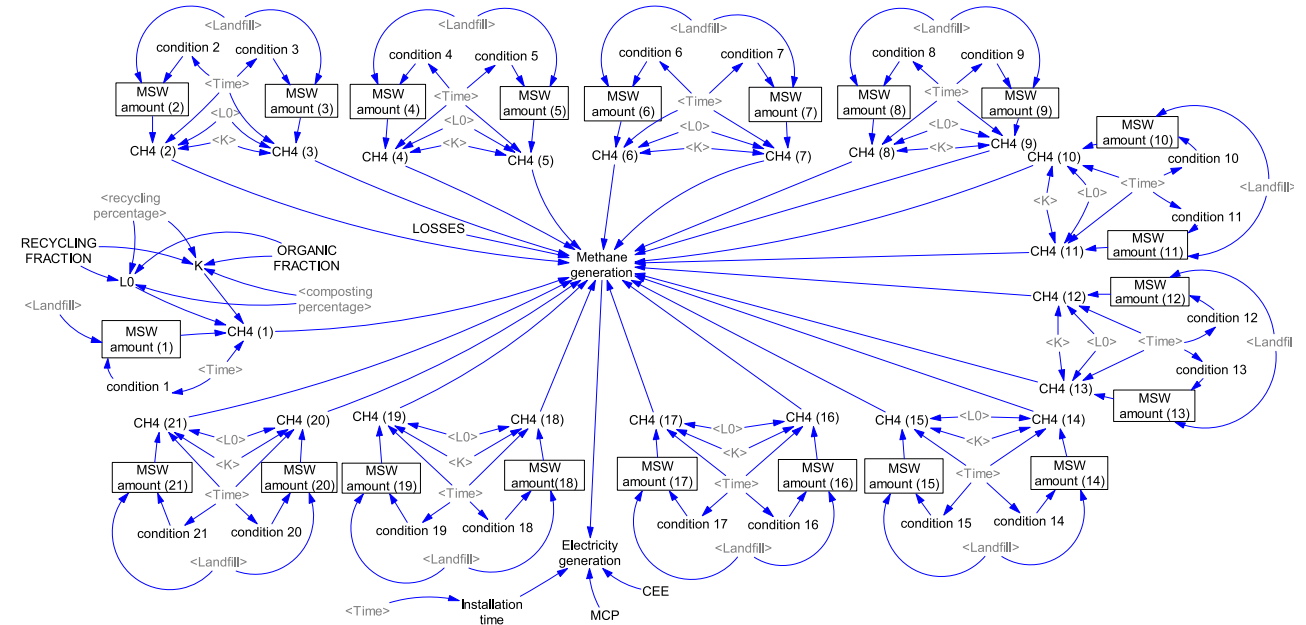 <Landfill>
condition 2
condition 3
MSW
amount (2)
<Time>
MSW
amount (3)
<L0>
<K>
CH4 (2)
CH4 (3)
<Landfill>
condition 4
condition 5
MSW
amount (4)
<Time>
MSW
amount (5)
<L0>
<K>
CH4 (4)
CH4 (5)
<Landfill>
condition 6
condition 7
MSW
amount (6)
<Time>
MSW
amount (7)
<L0>
<K>
CH4 (6)
CH4 (7)
<Landfill>
condition 8
condition 9
MSW
amount (8)
<Time>
MSW
amount (9)
<L0>
<K>
CH4 (8)
CH4 (9)
MSW
amount (10)
CH4 (10)
condition 10
<Time>
<L0>
<K>
<Landfill>
condition 11
MSW
amount (11)
CH4 (11)
<recycling
percentage>
RECYCLING
FRACTION
ORGANIC
FRACTION
K
L0
<composting
percentage>
<Landfill>
MSW
amount (1)
CH4 (1)
<Time>
condition 1
LOSSES
Methane
generation
MSW
amount (12)
CH4 (12)
condition 12
<K>
<L0>
<Time>
<Landfil
condition 13
CH4 (13)
MSW
amount (13)
CH4 (21)
CH4 (20)
<L0>
<K>
MSW
amount (21)
MSW
amount (20)
<Time>
condition 21
condition 20
<Landfill>
CH4 (19)
CH4 (18)
<L0>
<K>
MSW
amount (19)
MSW
amount(18)
<Time>
condition 19
condition 18
<Landfill>
CH4 (17)
CH4 (16)
<L0>
<K>
MSW
amount (17)
MSW
amount (16)
<Time>
condition 17
condition 16
<Landfill>
CH4 (15)
CH4 (14)
<L0>
<K>
MSW
amount (15)
MSW
amount (14)
<Time>
condition 15
condition 14
<Landfill>
Electricity
generation
CEE
MCP
Installation
time
<Time>